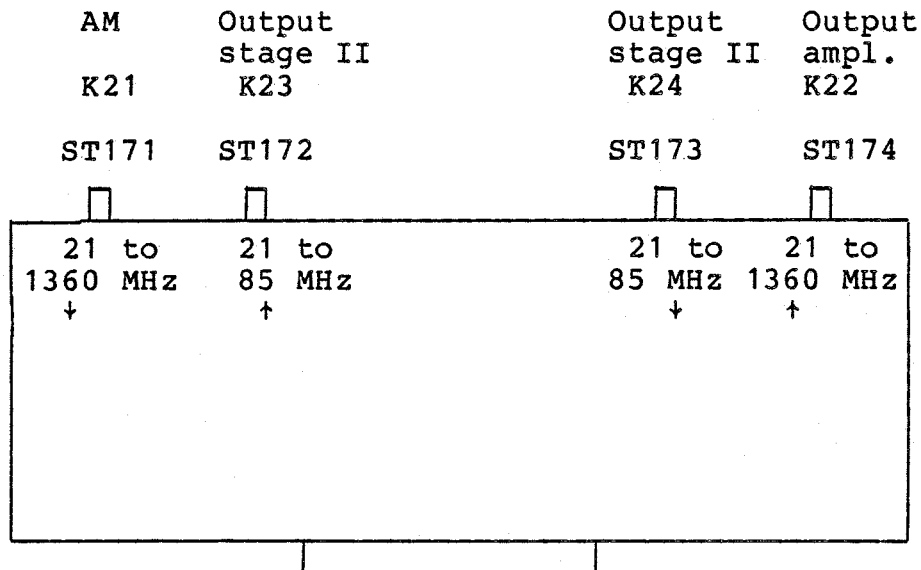 AM Output Output Output
stage II stage II ampl.
K21 K23 K24 K22
ST171 ST172 ST173 ST174
21 to 21 to 21 to 21 to
1360 MHz 85 MHz 85 MHz 1360 MHz
↓ ↑ ↓ ↑